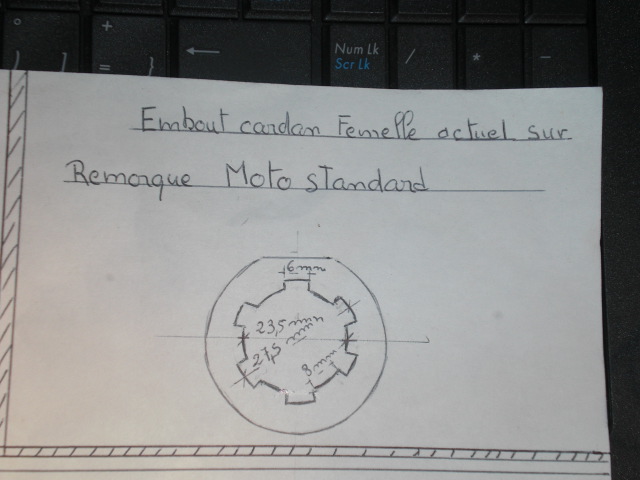 °
+
)
]
=
}
←
Num Lk
Scr Lk
/
*
-
Embout cardan Femelle actuel sur
Remorque Moto standard
23,5 mm
27,5 mm
8 mm